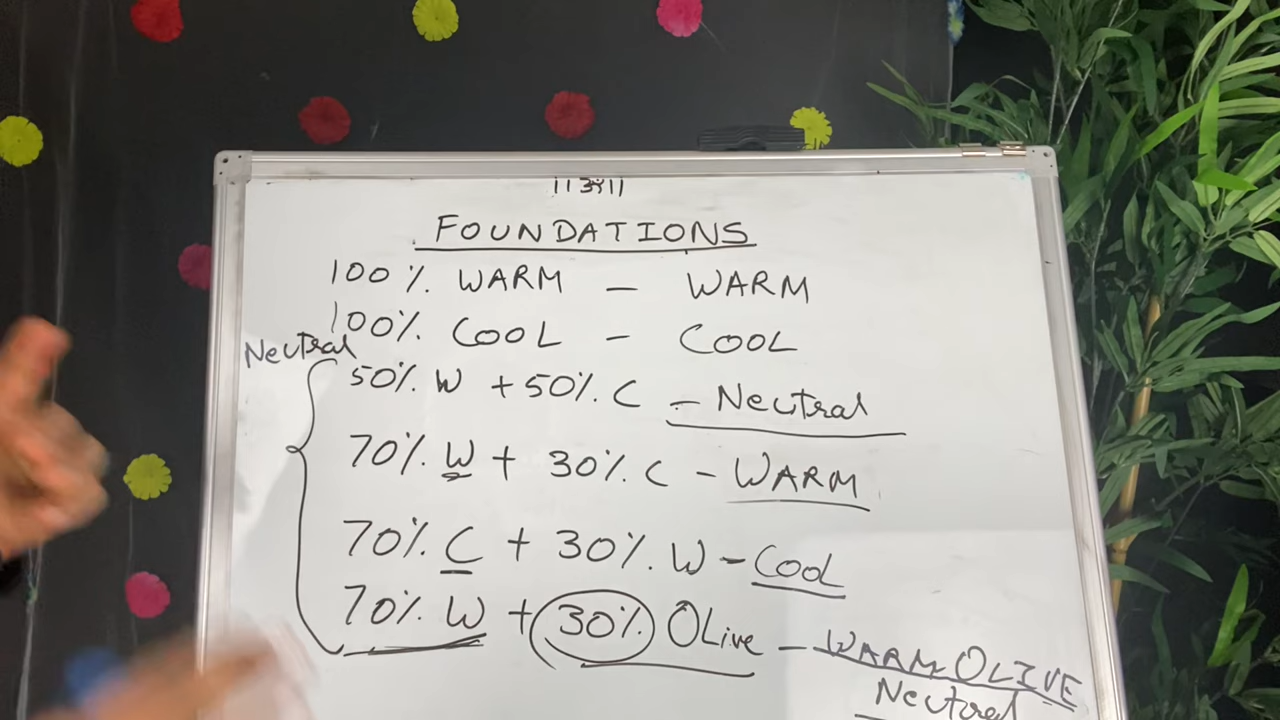 FOUNDATIONS
100% WARM - WARM
100% COOL - COOL
Neutral
50% W + 50% C - Neutral
70% W + 30% C - WARM
70% C + 30% W - COOL
70% W + 30% OLive - WARM OLIVE
Neutral